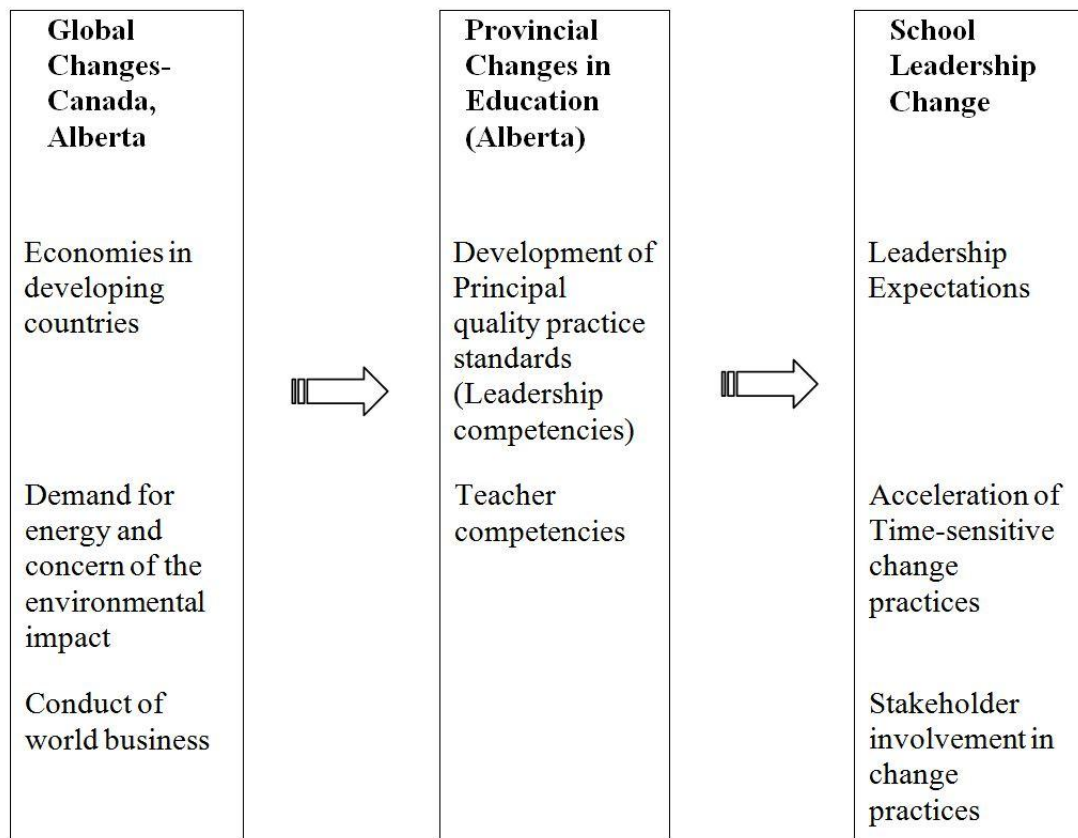 Global
Changes-
Canada,
Alberta
Economies in
developing
countries
Demand for
energy and
concern of the
environmental
impact
Conduct of
world business
Provincial
Changes in
Education
(Alberta)
Development of
Principal
quality practice
standards
(Leadership
competencies)
Teacher
competencies
School
Leadership
Change
Leadership
Expectations
Acceleration of
Time-sensitive
change
practices
Stakeholder
involvement in
change
practices